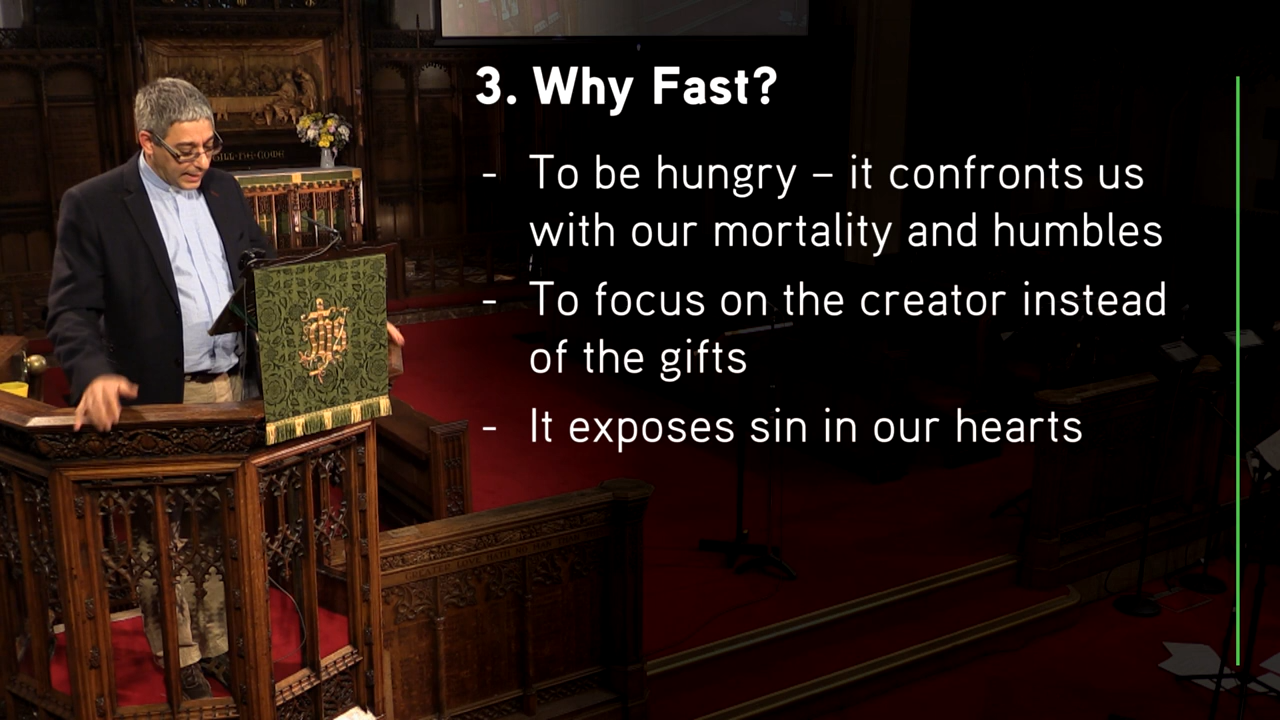 3. Why Fast?
- To be hungry – it confronts us
with our mortality and humbles
- To focus on the creator instead
of the gifts
- It exposes sin in our hearts